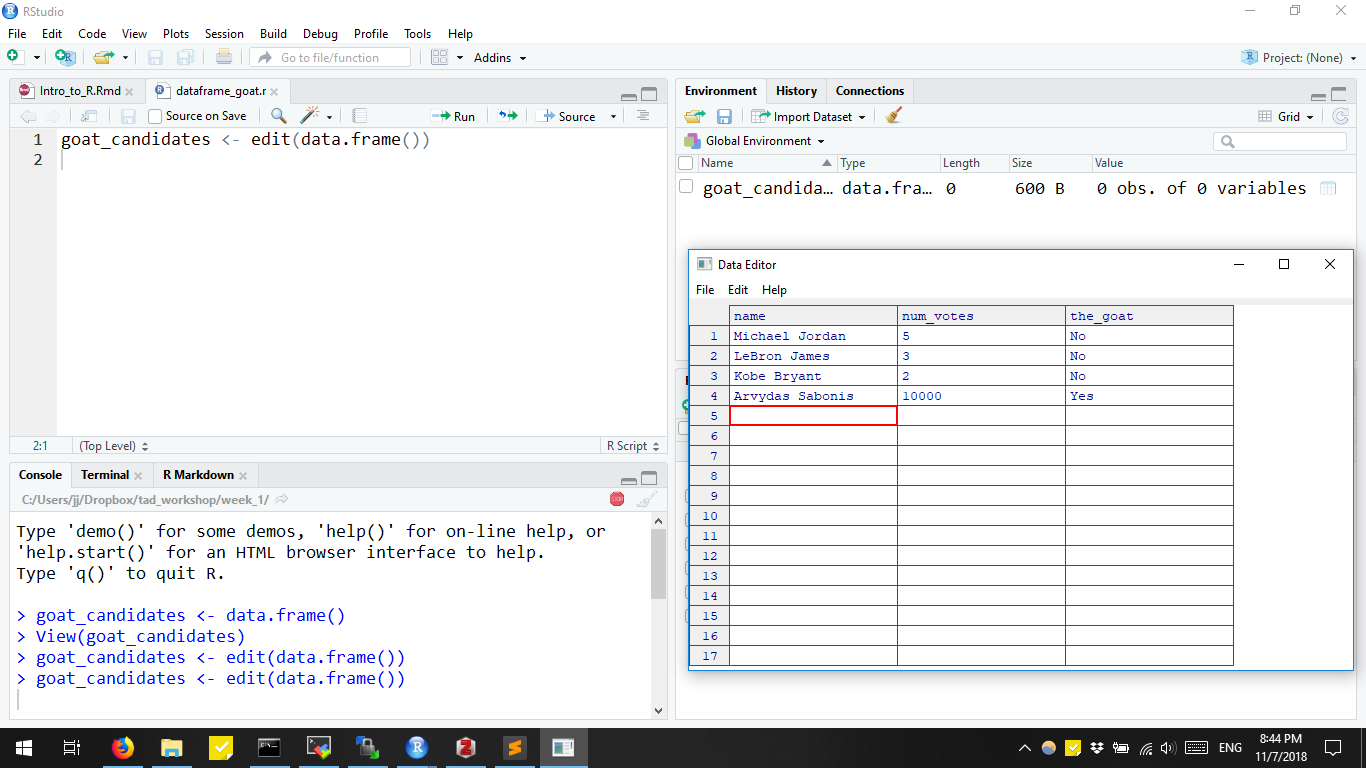 RStudio
File Edit Code View Plots Session Build Debug Profile Tools Help
Go to file/function Addins Project: (None)
Intro_to_R.Rmd dataframe_goat.r
Source on Save Run Source
1 goat_candidates <- edit(data.frame())
2
2:1 (Top Level) R Script
Console Terminal R Markdown
C:/Users/jj/Dropbox/tad_workshop/week_1/
STOP
Type 'demo()' for some demos, 'help()' for on-line help, or
'help.start()' for an HTML browser interface to help.
Type 'q()' to quit R.
> goat_candidates <- data.frame()
> View(goat_candidates)
> goat_candidates <- edit(data.frame())
> goat_candidates <- edit(data.frame())
Environment History Connections
Import Dataset Grid
Global Environment
Name Type Length Size Value
goat_candida… data.fra… 0 600 B 0 obs. of 0 variables
Data Editor
File Edit Help
name num_votes the_goat
1 Michael Jordan 5 No
2 LeBron James 3 No
3 Kobe Bryant 2 No
4 Arvydas Sabonis 10000 Yes
5
6
7
8
9
10
11
12
13
14
15
16
17
ENG
8:44 PM
11/7/2018